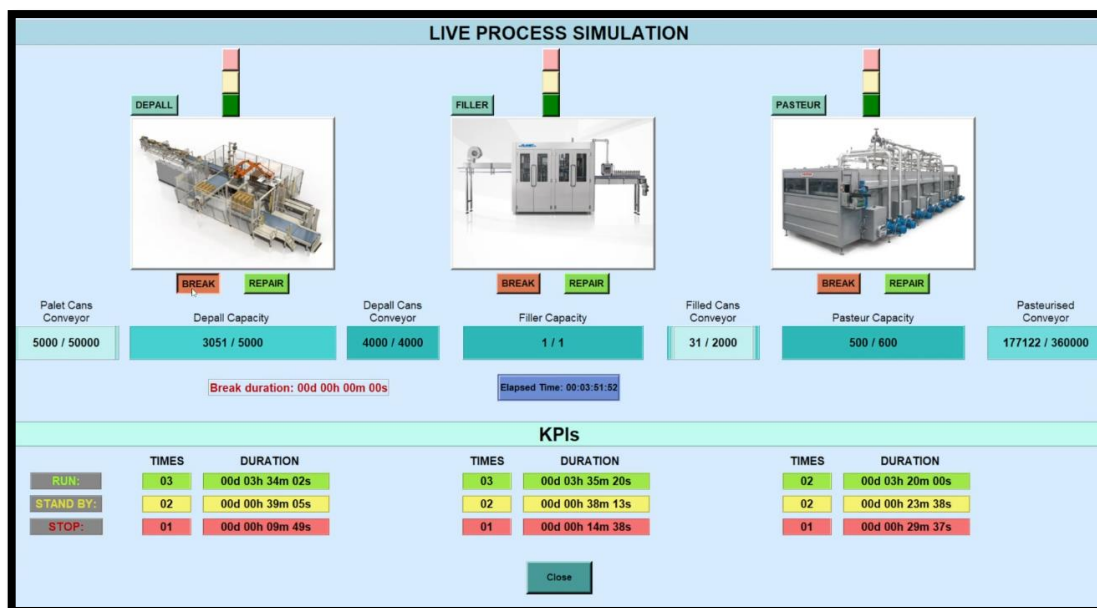 LIVE PROCESS SIMULATION
DEPALL FILLER PASTEUR
BREAK REPAIR BREAK REPAIR BREAK REPAIR
Palet Cans Conveyor Depall Capacity Depall Cans Conveyor Filler Capacity Filled Cans Conveyor Pasteur Capacity Pasteurised Conveyor
5000 / 50000 3051 / 5000 4000 / 4000 1 / 1 31 / 2000 500 / 600 177122 / 360000
Break duration: 00d 00h 00m 00s Elapsed Time: 00:03:51:52
KPIs
TIMES DURATION TIMES DURATION TIMES DURATION
RUN: 03 00d 03h 34m 02s 03 00d 03h 35m 20s 02 00d 03h 20m 00s
STAND BY: 02 00d 00h 39m 05s 02 00d 00h 38m 13s 02 00d 00h 23m 38s
STOP: 01 00d 00h 09m 49s 01 00d 00h 14m 38s 01 00d 00h 29m 37s
Close